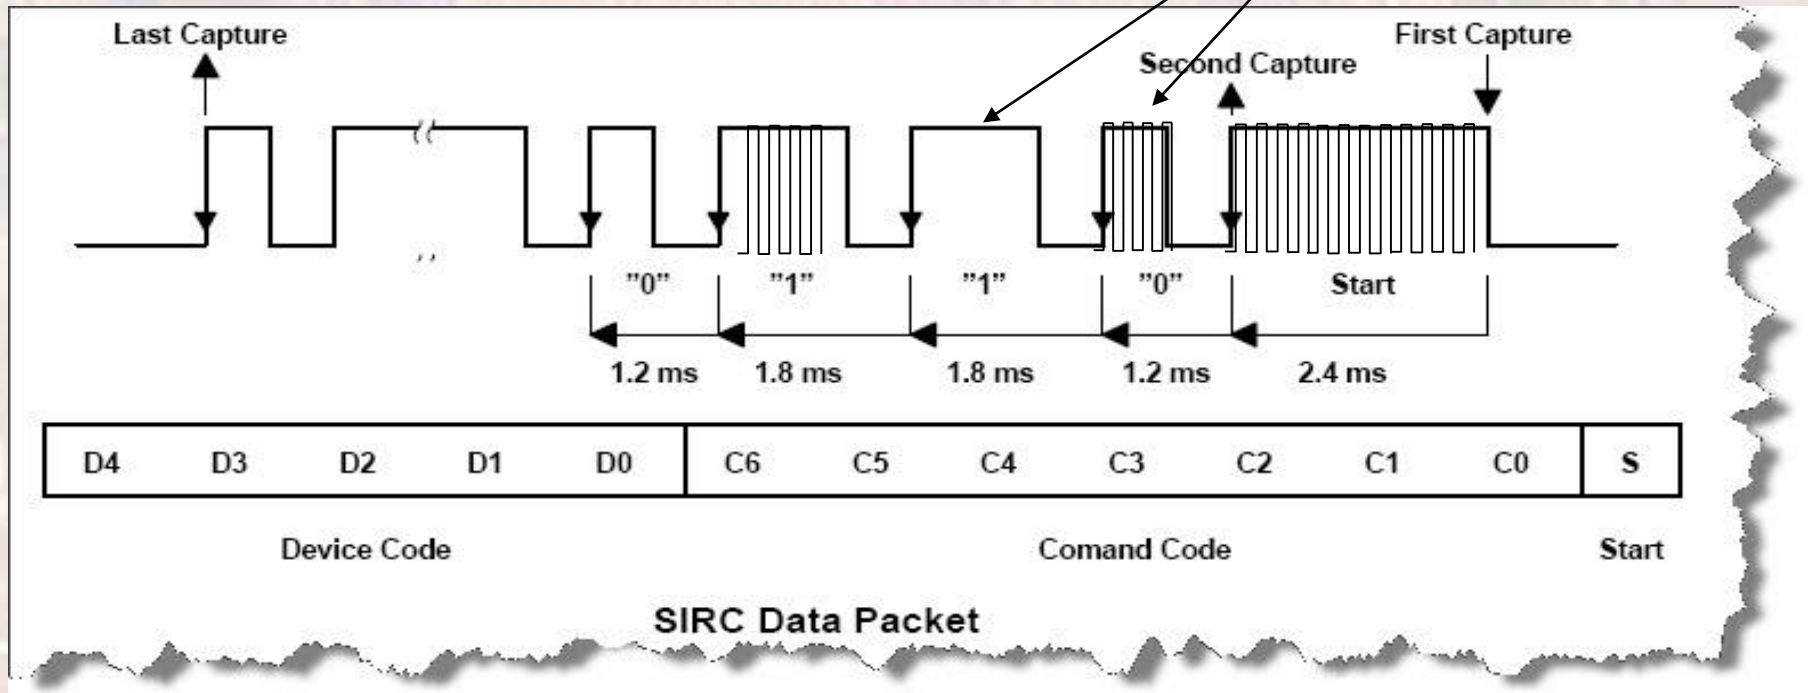 Last Capture
First Capture
Second Capture
”0”
”1”
”1”
”0”
Start
1.2 ms
1.8 ms
1.8 ms
1.2 ms
2.4 ms
D4 D3 D2 D1 D0 C6 C5 C4 C3 C2 C1 C0 S
Device Code
Comand Code
Start
SIRC Data Packet